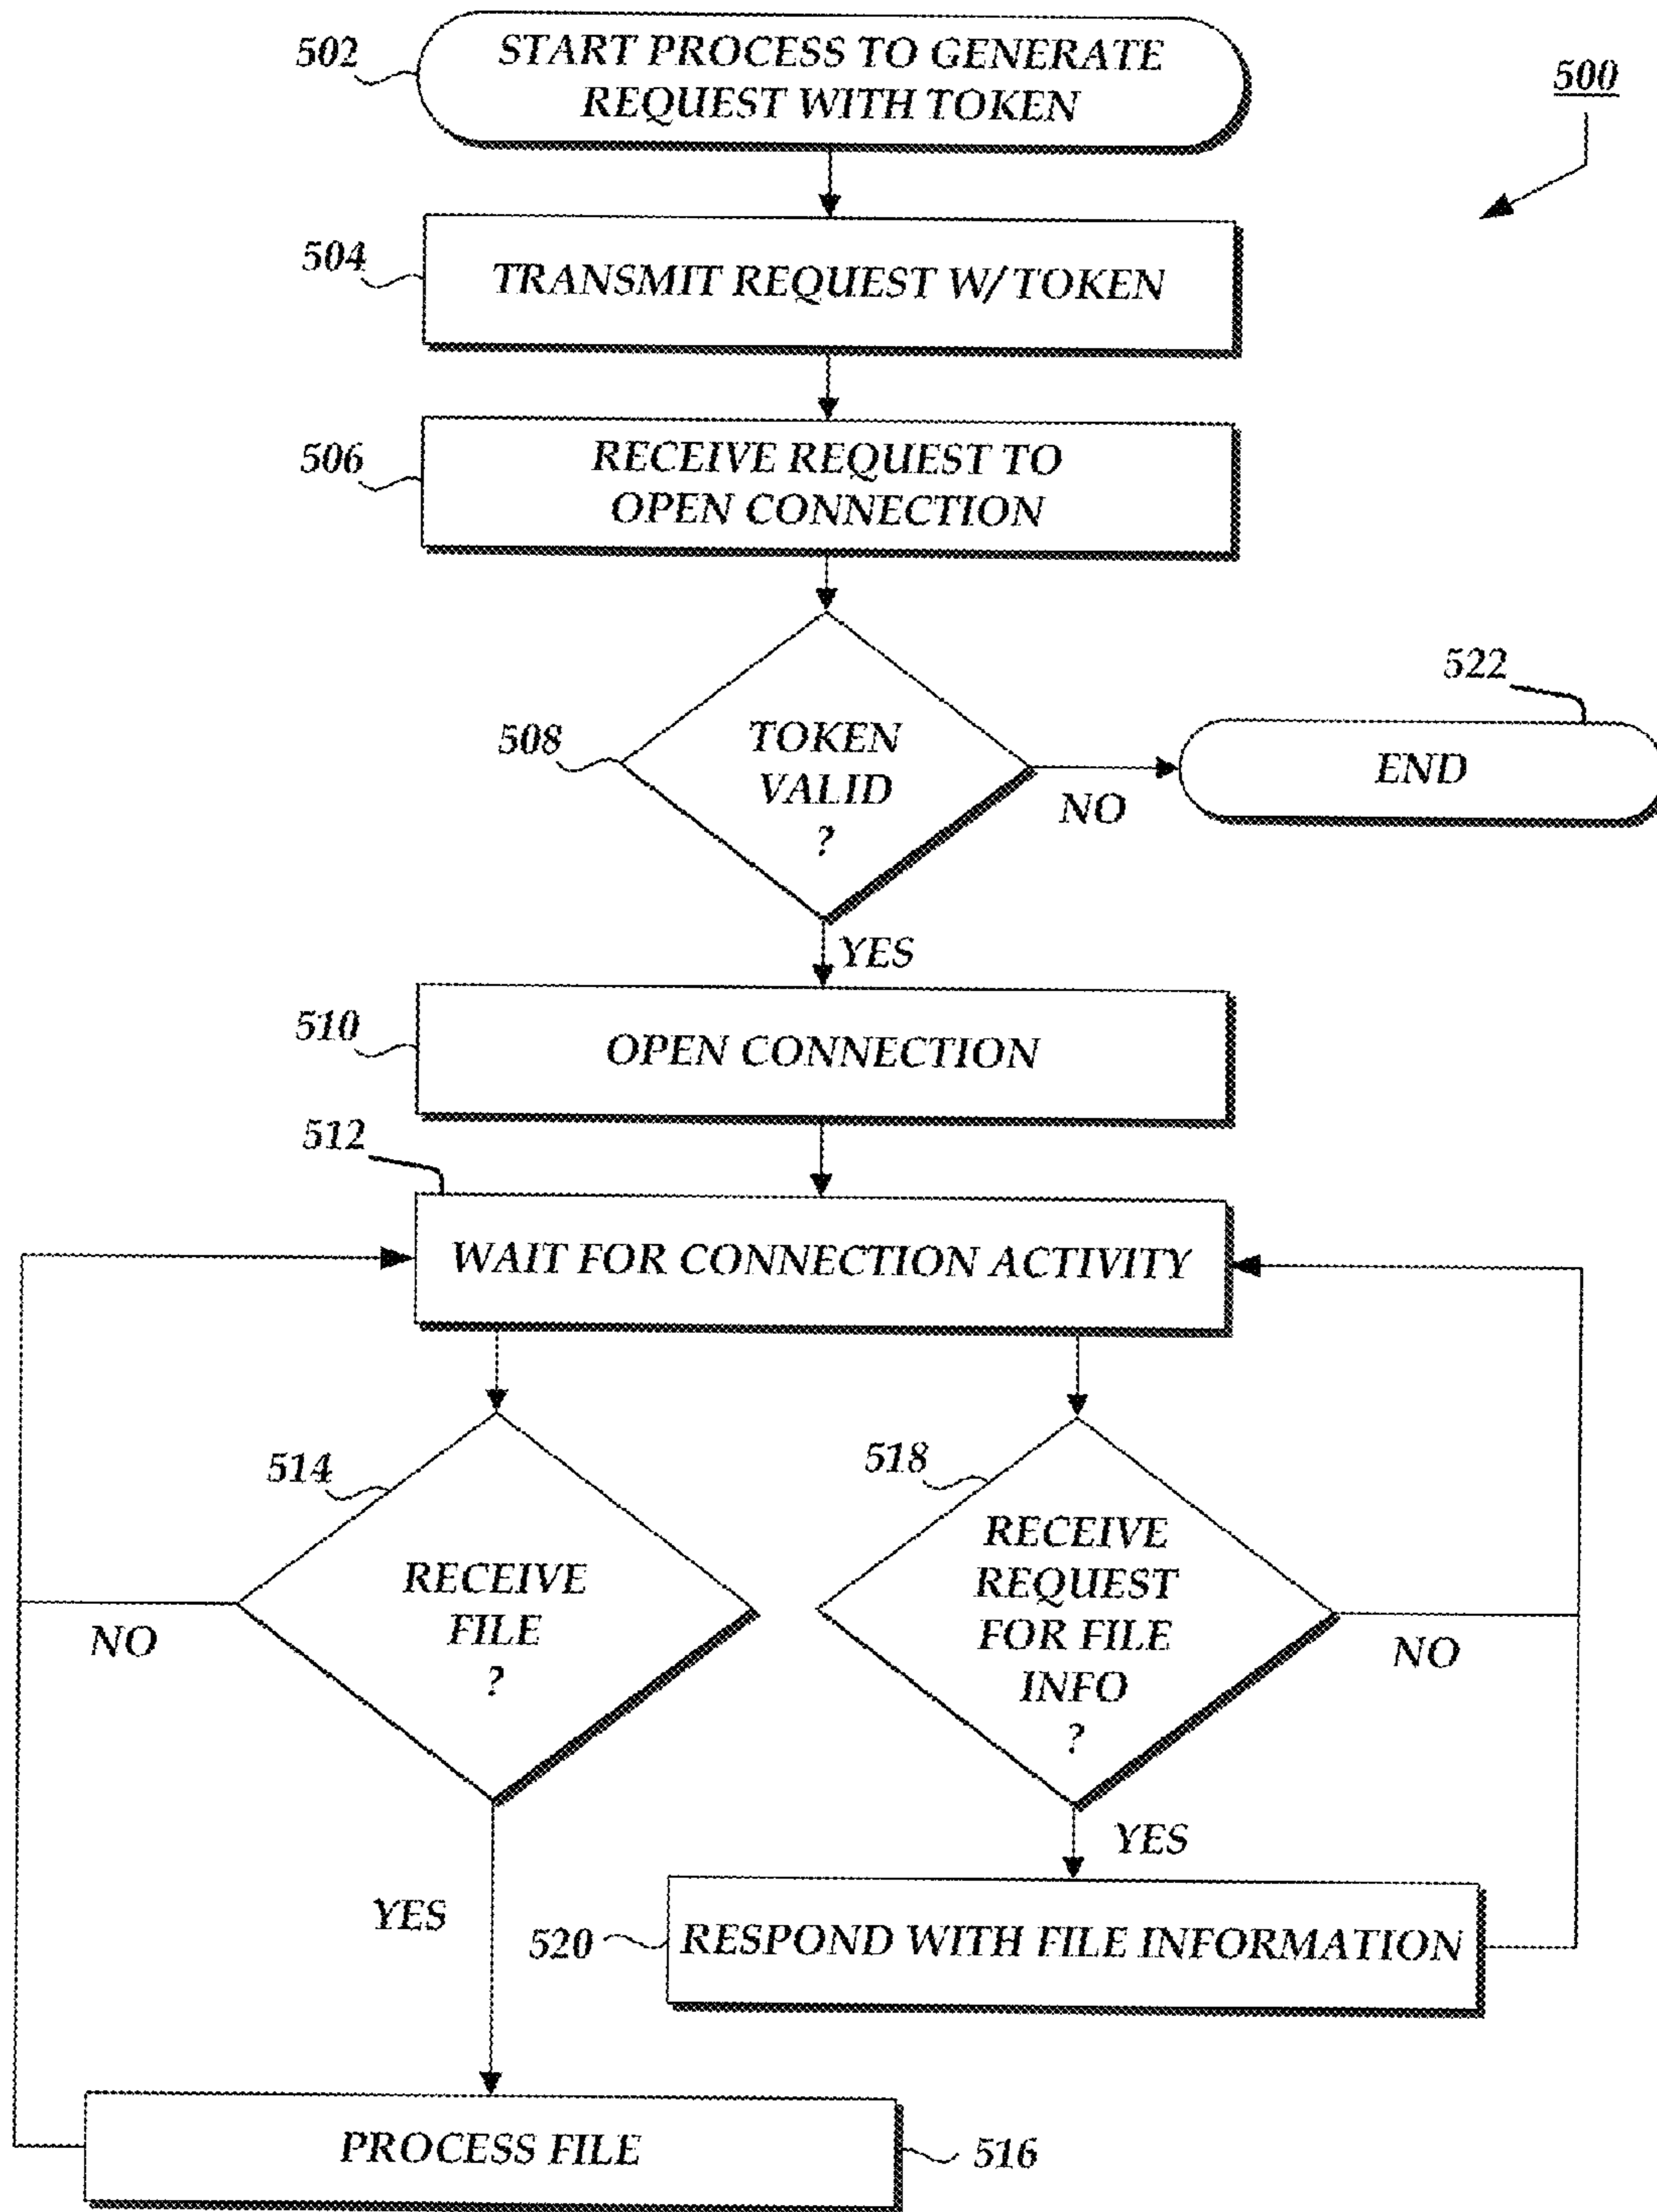 502
START PROCESS TO GENERATE
REQUEST WITH TOKEN
500
504
TRANSMIT REQUEST W/ TOKEN
506
RECEIVE REQUEST TO
OPEN CONNECTION
508
TOKEN
VALID
?
NO
522
END
YES
510
OPEN CONNECTION
512
WAIT FOR CONNECTION ACTIVITY
514
RECEIVE
FILE
?
NO
YES
518
RECEIVE
REQUEST
FOR FILE
INFO
?
NO
YES
520
RESPOND WITH FILE INFORMATION
PROCESS FILE
516